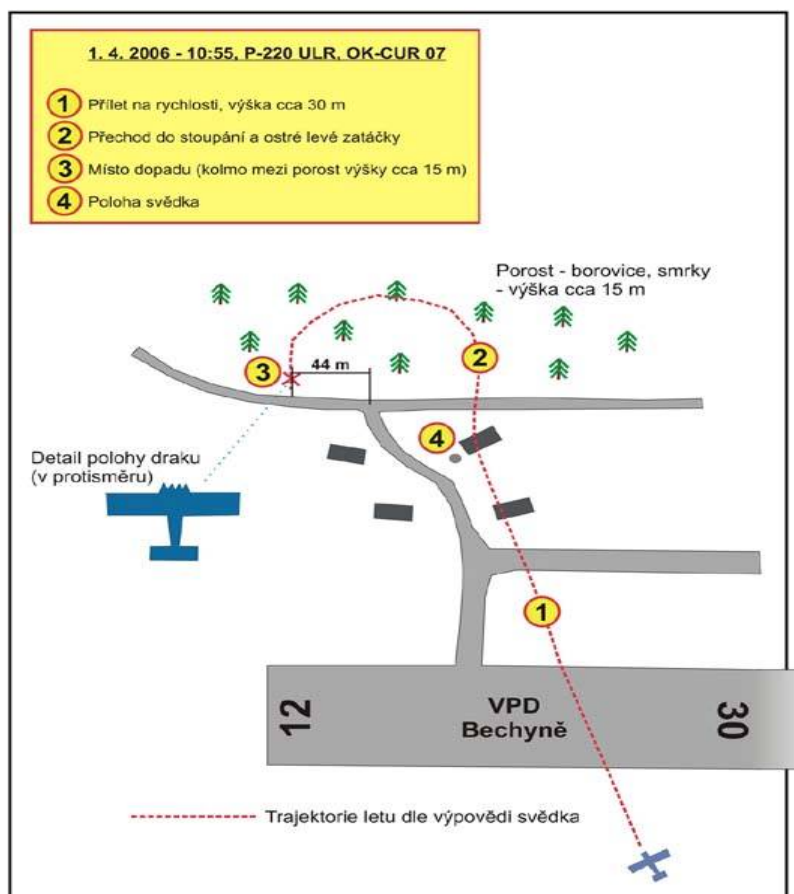 1. 4. 2006 - 10:55, P-220 ULR, OK-CUR 07
1 Přílet na rychlosti, výška cca 30 m
2 Přechod do stoupání a ostré levé zatáčky
3 Místo dopadu (kolmo mezi porost výšky cca 15 m)
4 Poloha svědka
Porost - borovice, smrky
- výška cca 15 m
2
3
44 m
4
Detail polohy draku
(v protisměru)
1
12
VPD
Bechyně
30
Trajektorie letu dle výpovědi svědka